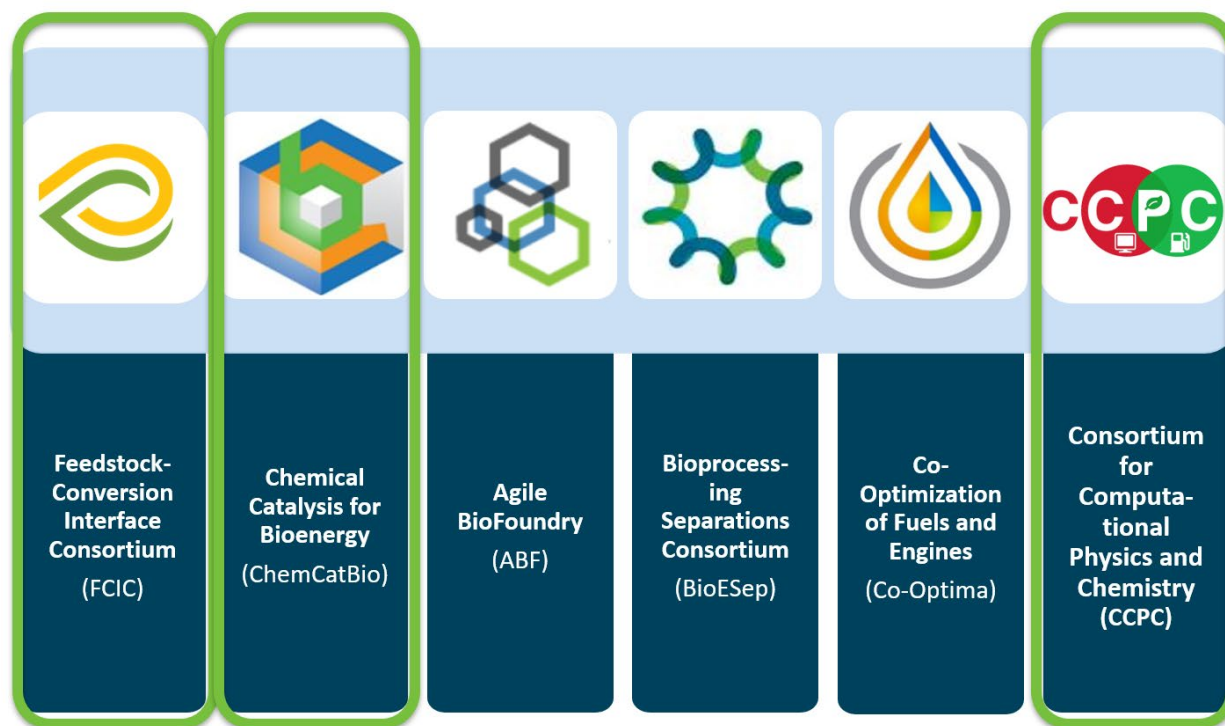 CCPC
Feedstock-
Conversion
Interface
Consortium
(FCIC)
Chemical
Catalysis for
Bioenergy
(ChemCatBio)
Agile
BioFoundry
(ABF)
Bioprocess-
ing
Separations
Consortium
(BioESep)
Co-
Optimization
of Fuels and
Engines
(Co-Optima)
Consortium
for
Computa-
tional
Physics and
Chemistry
(CCPC)